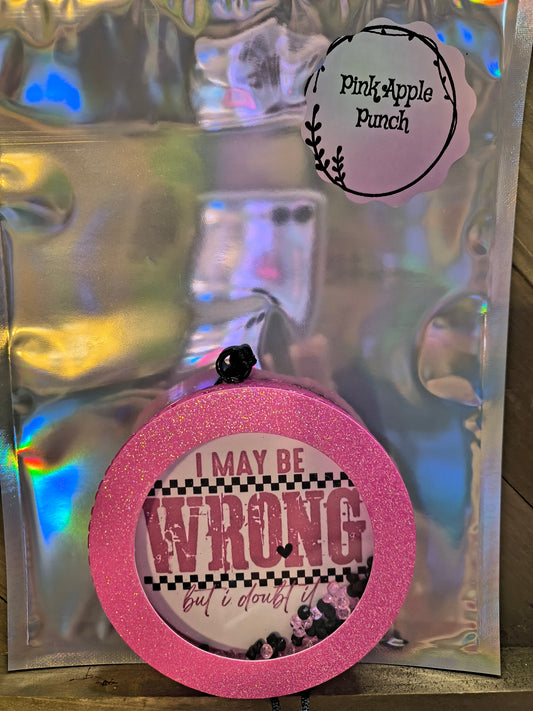 Pink Apple
Punch
I MAY BE
WRONG
but i doubt it